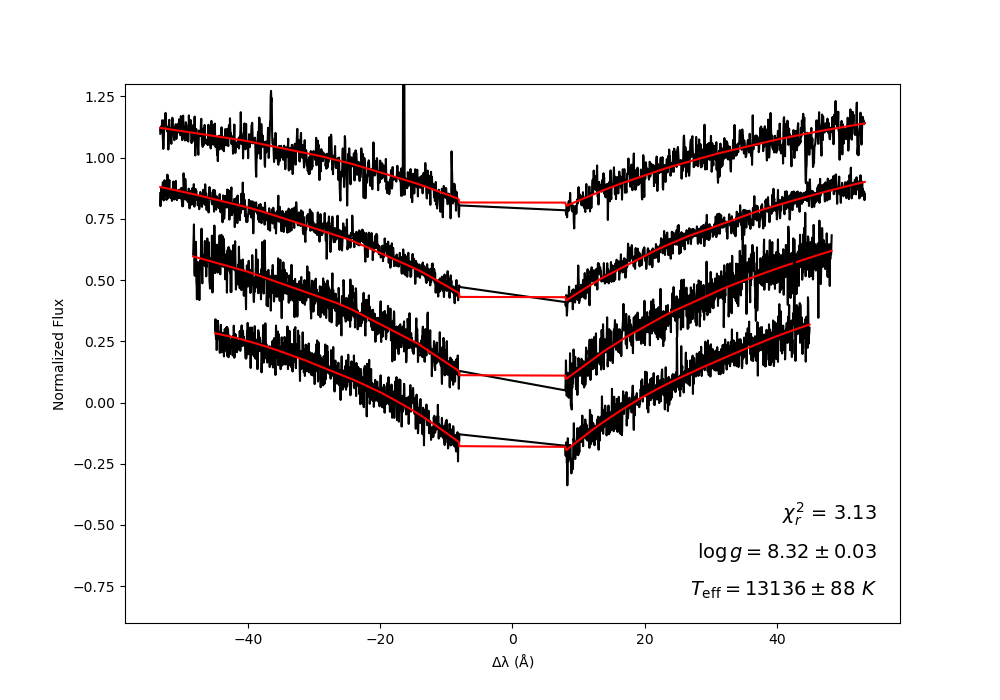 1.25
1.00
0.75
0.50
0.25
0.00
−0.25
−0.50
−0.75
Normalized Flux
χ²ᵣ = 3.13
log g = 8.32 ± 0.03
T_eff = 13136 ± 88 K
−40 −20 0 20 40
Δλ (Å)